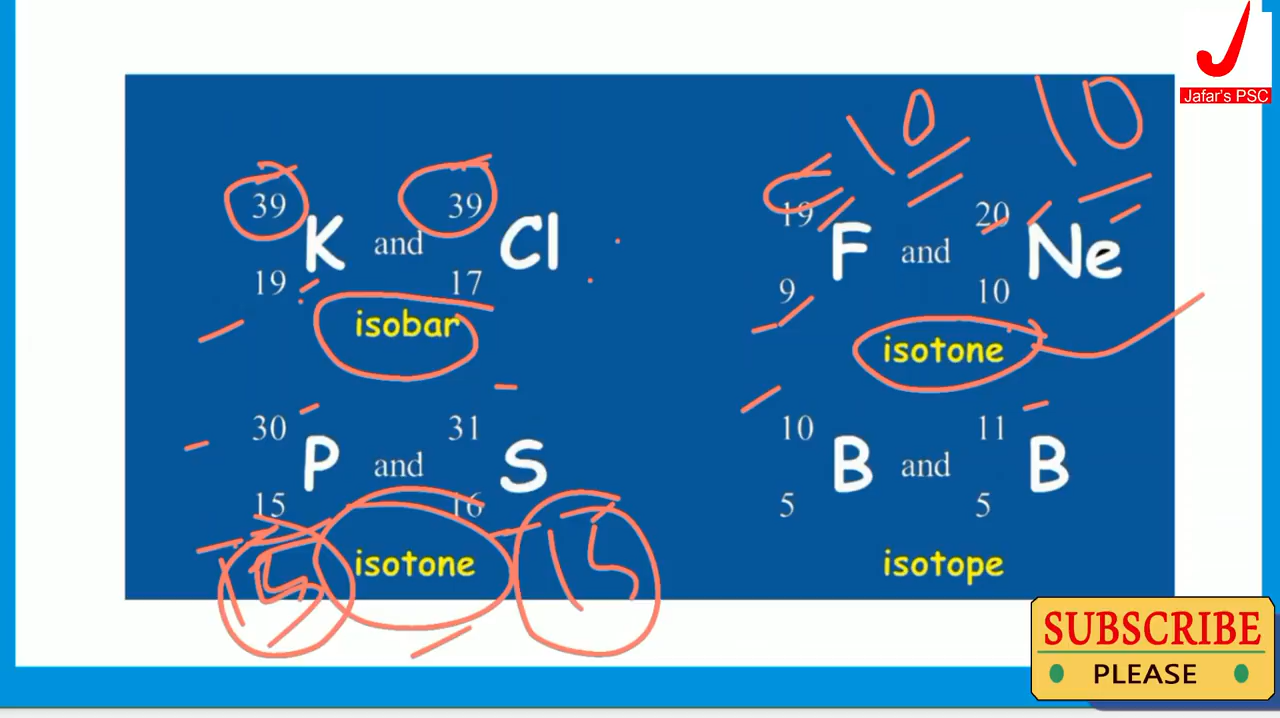 Jafar's PSC
10 10
39 39
K and Cl
19 17
isobar
19 20
F and Ne
9 10
isotone
30 31
P and S
15 16
15 isotone 15
10 11
B and B
5 5
isotope
SUBSCRIBE
PLEASE